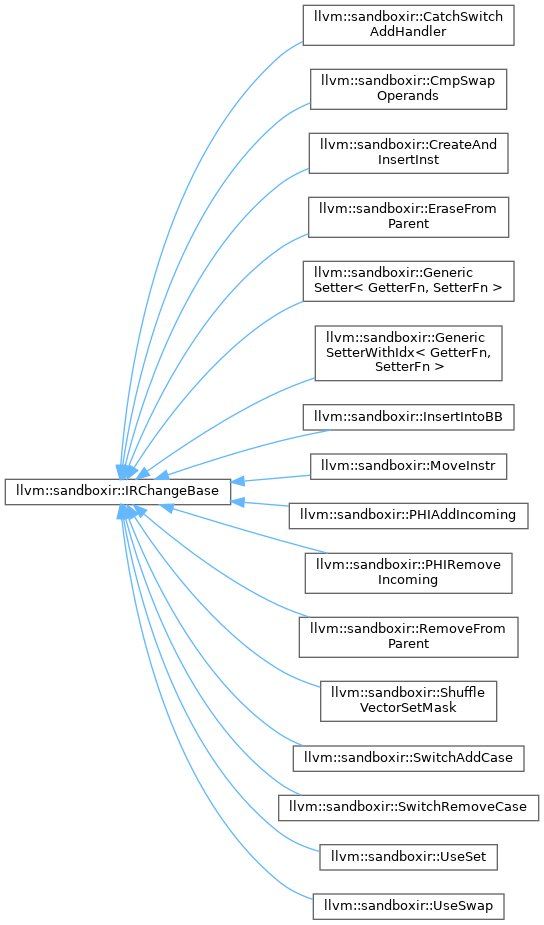 llvm::sandboxir::CatchSwitch
AddHandler
llvm::sandboxir::CmpSwap
Operands
llvm::sandboxir::CreateAnd
InsertInst
llvm::sandboxir::EraseFrom
Parent
llvm::sandboxir::Generic
Setter< GetterFn, SetterFn >
llvm::sandboxir::Generic
SetterWithIdx< GetterFn,
SetterFn >
llvm::sandboxir::InsertIntoBB
llvm::sandboxir::MoveInstr
llvm::sandboxir::IRChangeBase
llvm::sandboxir::PHIAddIncoming
llvm::sandboxir::PHIRemove
Incoming
llvm::sandboxir::RemoveFrom
Parent
llvm::sandboxir::Shuffle
VectorSetMask
llvm::sandboxir::SwitchAddCase
llvm::sandboxir::SwitchRemoveCase
llvm::sandboxir::UseSet
llvm::sandboxir::UseSwap